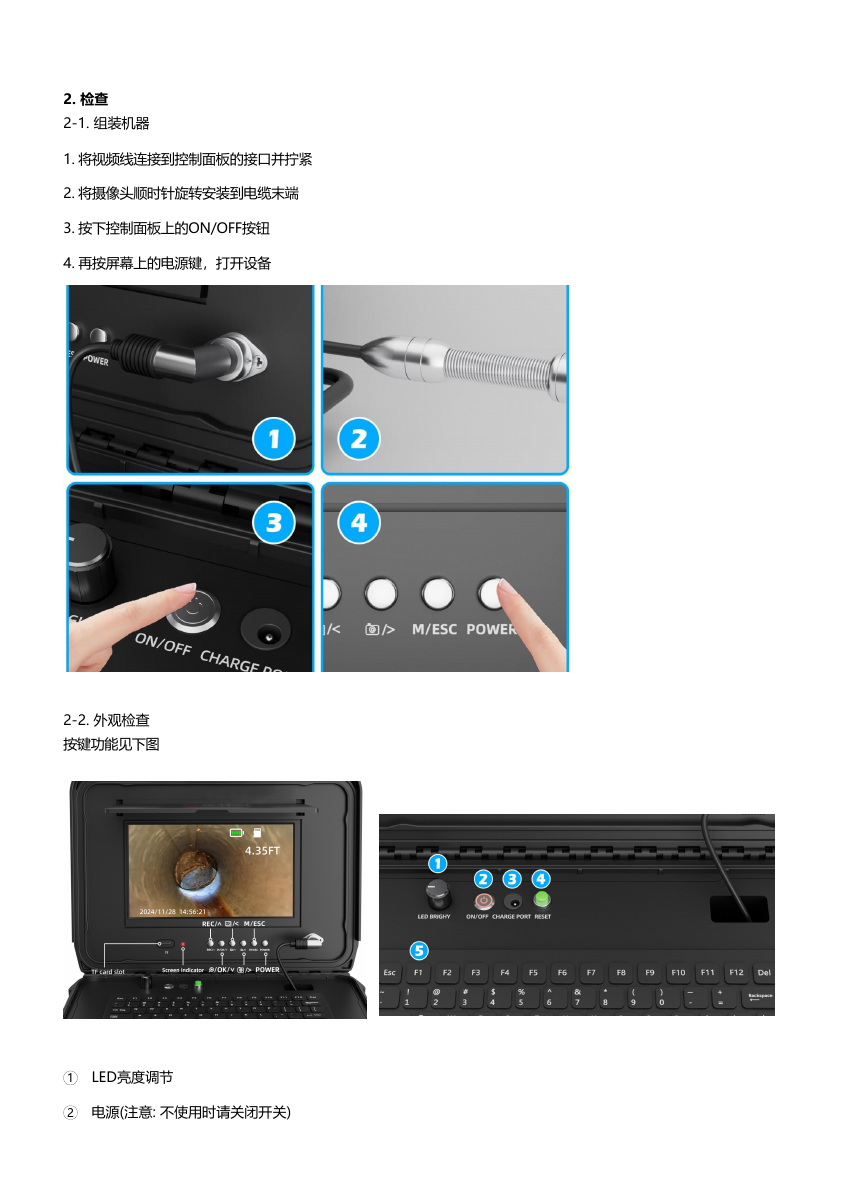 2. 检查
2-1. 组装机器
1. 将视频线连接到控制面板的接口并拧紧
2. 将摄像头顺时针旋转安装到电缆末端
3. 按下控制面板上的ON/OFF按钮
4. 再按屏幕上的电源键，打开设备
POWER
1
2
3
4
ON/OFF
CHARGE PO
/<
/>
M/ESC
POWER
2-2. 外观检查
按键功能见下图
4.35FT
2024/11/28 14:56:21
REC/∧
/<
M/ESC
TF card slot
Screen indicator
/OK/∨
/>
POWER
1
2
3
4
LED BRIGHY
ON/OFF
CHARGE PORT
RESET
5
Esc F1 F2 F3 F4 F5 F6 F7 F8 F9 F10 F11 F12 Del
~ ! @ # $ % ^ & * ( ) — + Backspace
1 2 3 4 5 6 7 8 9 0 - =
① LED亮度调节
② 电源(注意: 不使用时请关闭开关)